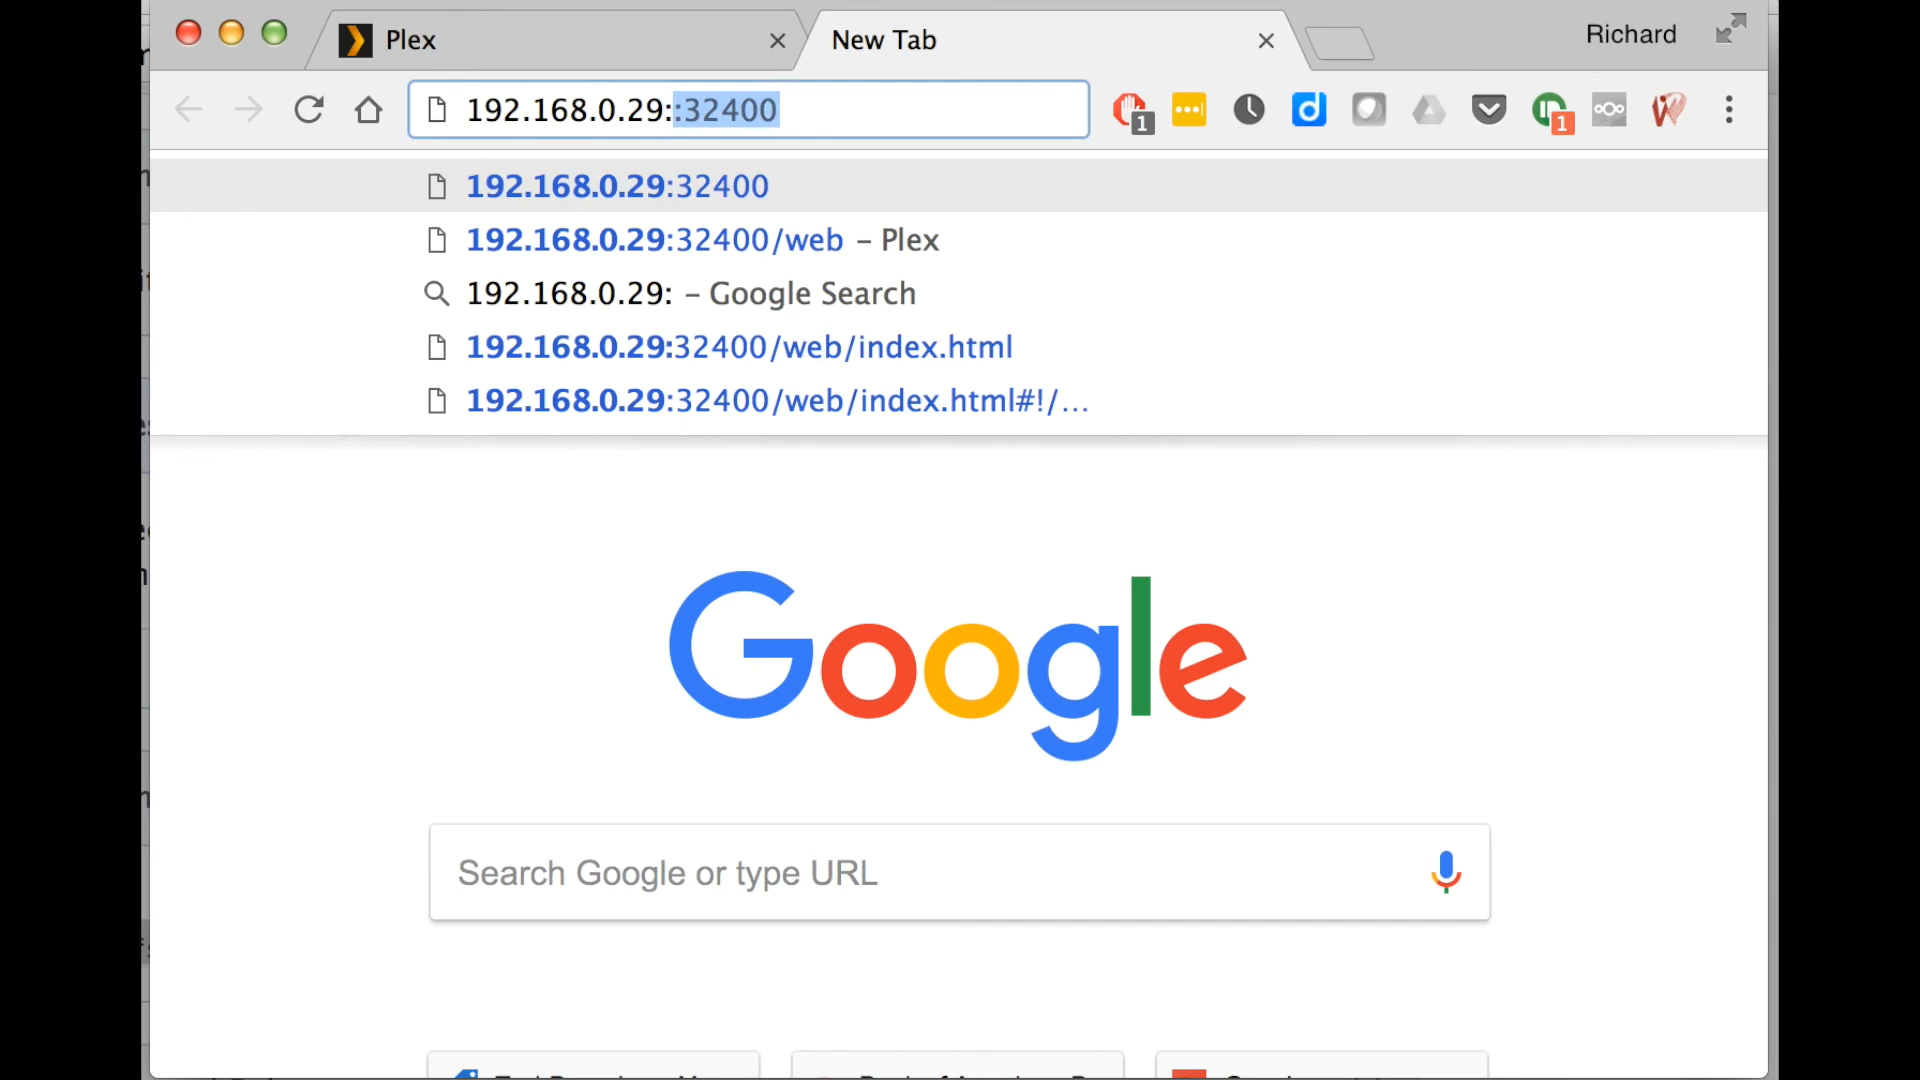 Plex
New Tab
Richard
192.168.0.29::32400
1
1
192.168.0.29:32400
192.168.0.29:32400/web – Plex
192.168.0.29: – Google Search
192.168.0.29:32400/web/index.html
192.168.0.29:32400/web/index.html#!/...
Google
Search Google or type URL